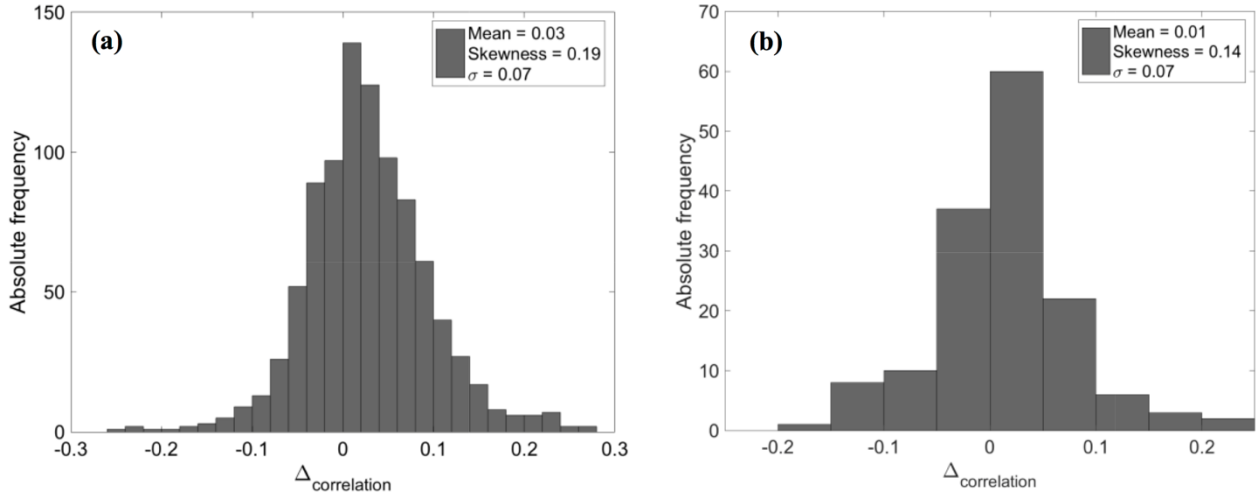 (a)
Mean = 0.03
Skewness = 0.19
σ = 0.07
150
100
50
0
Absolute frequency
-0.3
-0.2
-0.1
0
0.1
0.2
0.3
Δcorrelation
(b)
Mean = 0.01
Skewness = 0.14
σ = 0.07
70
60
50
40
30
20
10
0
Absolute frequency
-0.2
-0.1
0
0.1
0.2
Δcorrelation